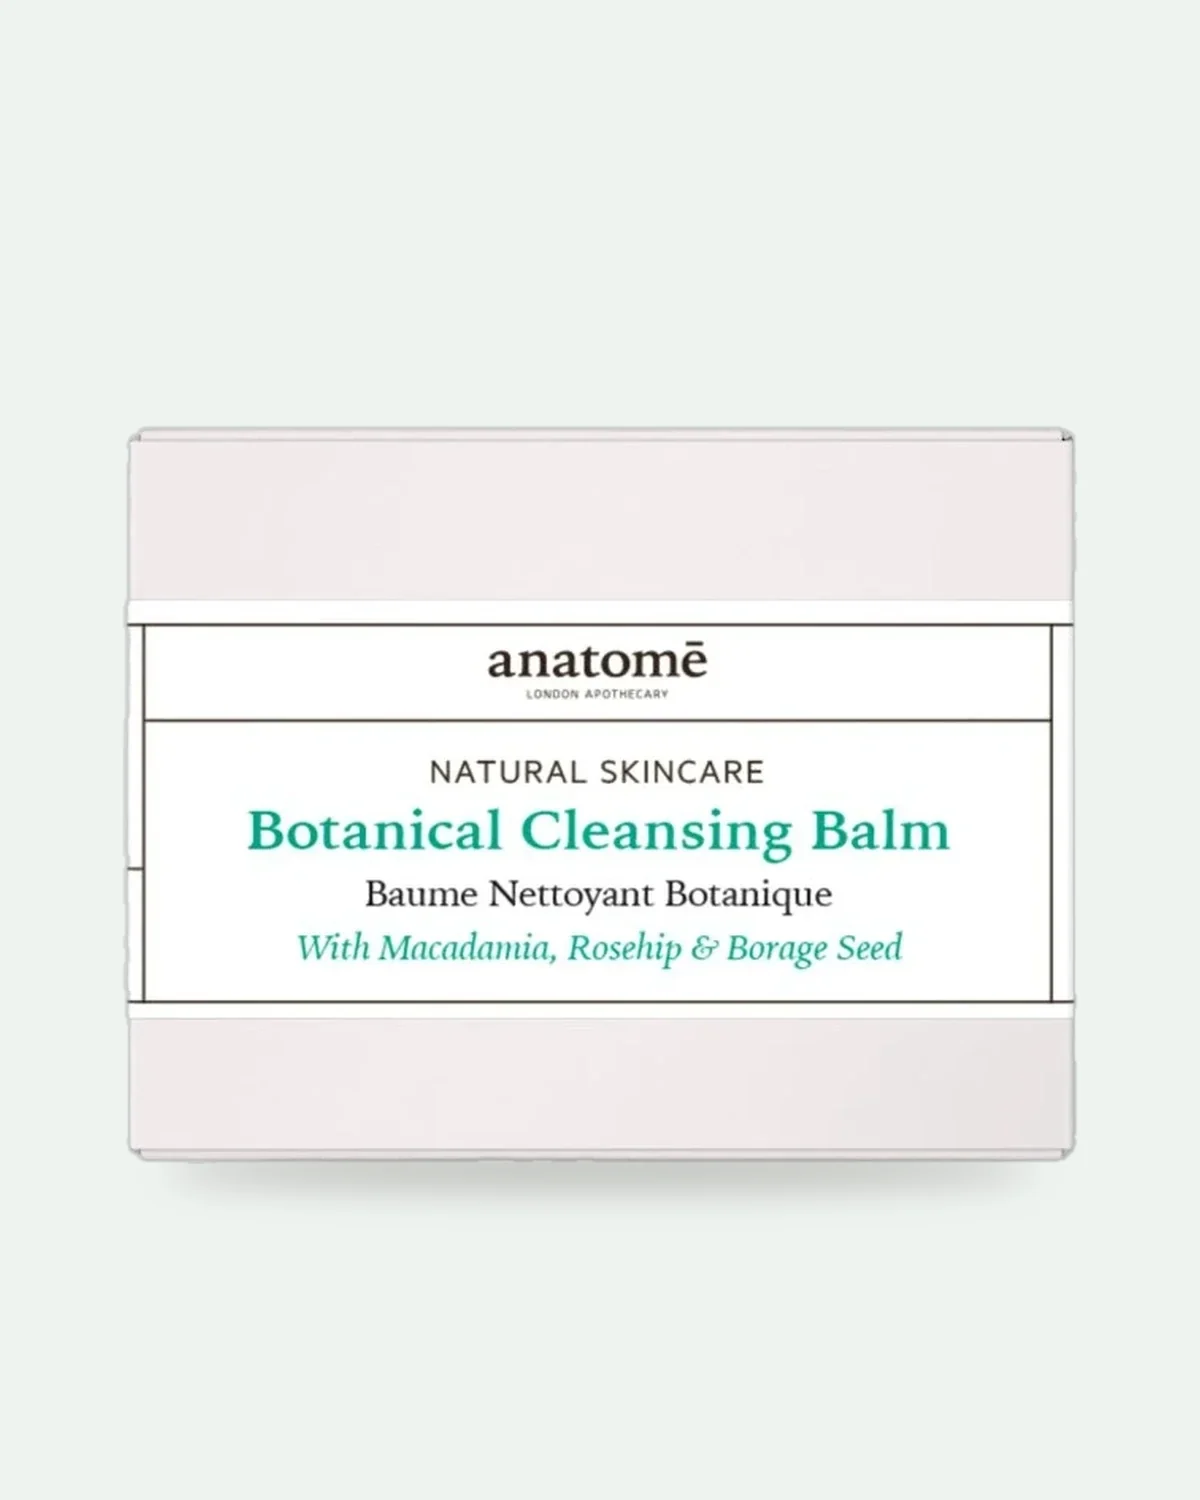 anatomē
LONDON APOTHECARY
NATURAL SKINCARE
Botanical Cleansing Balm
Baume Nettoyant Botanique
With Macadamia, Rosehip & Borage Seed